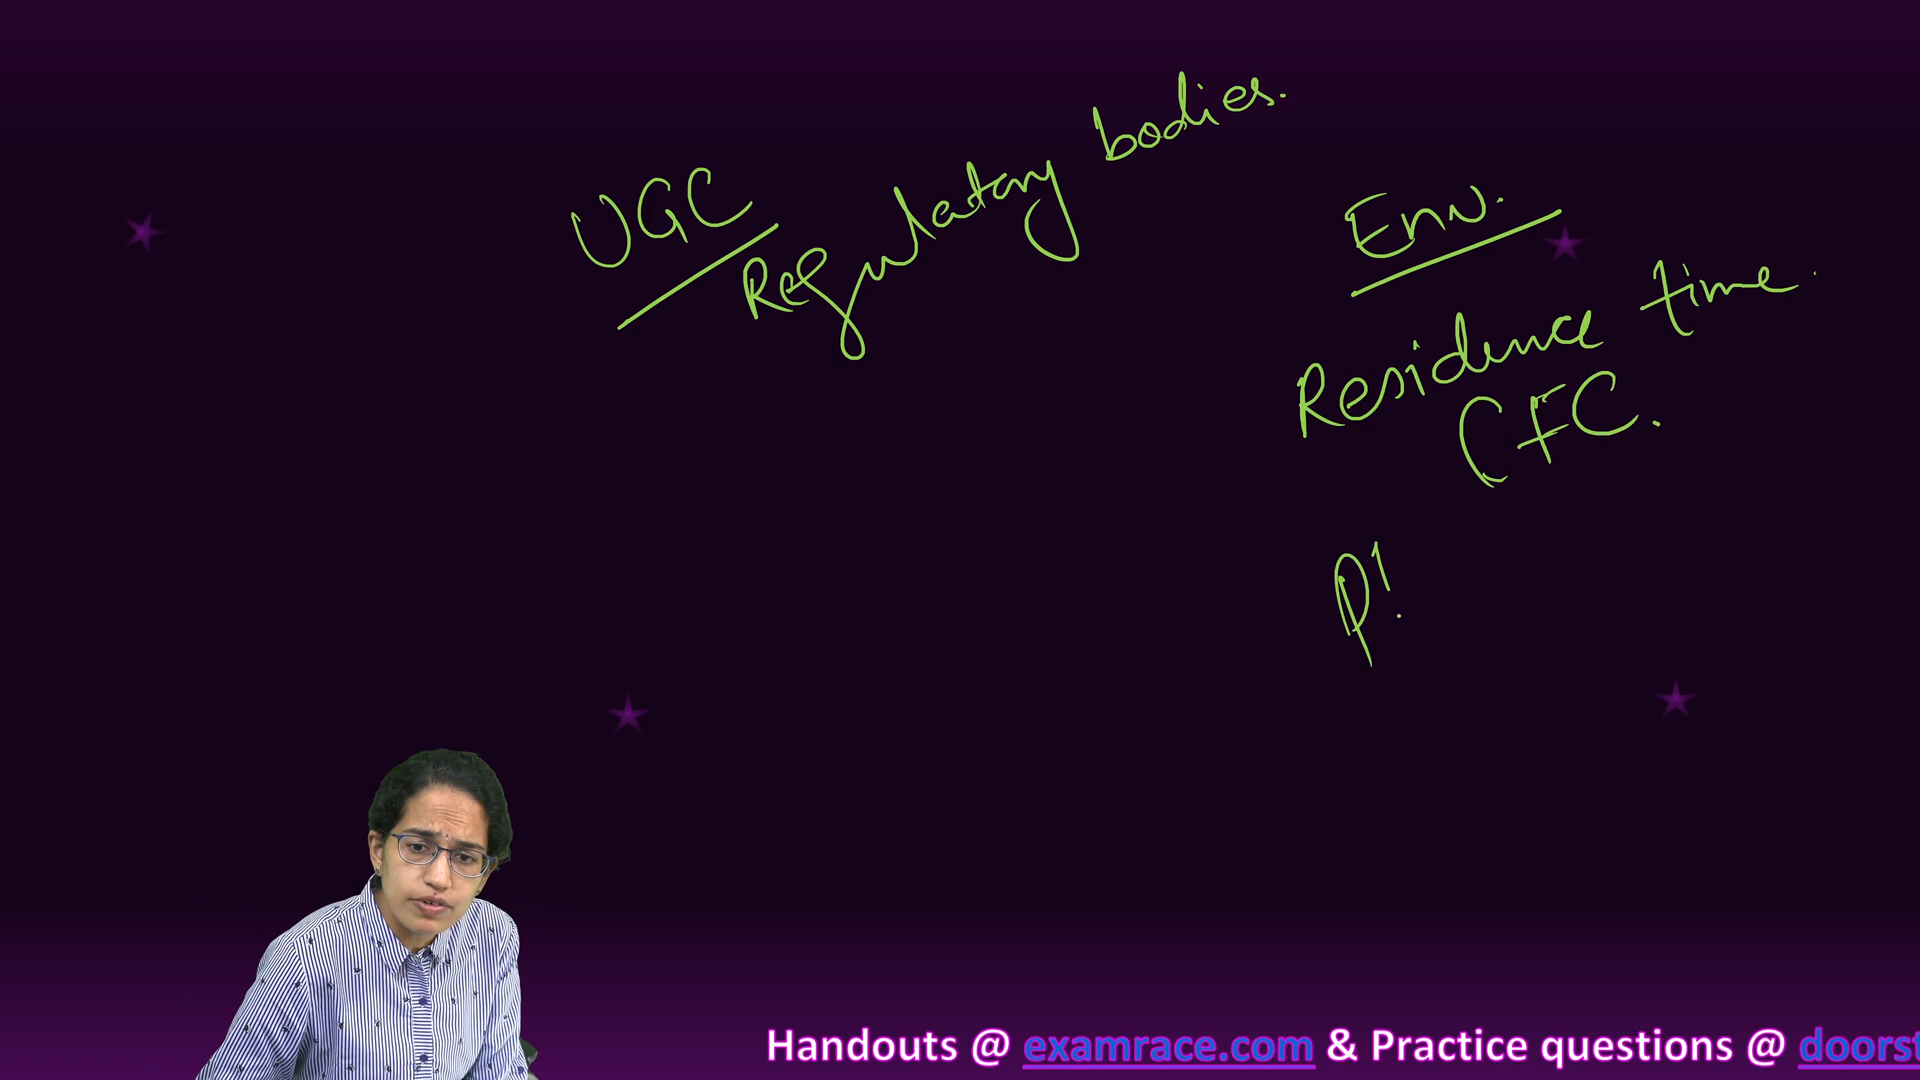 UGC
Regulatory bodies.
Env.
Residence time.
CFC.
Handouts @ examrace.com & Practice questions @ doorst